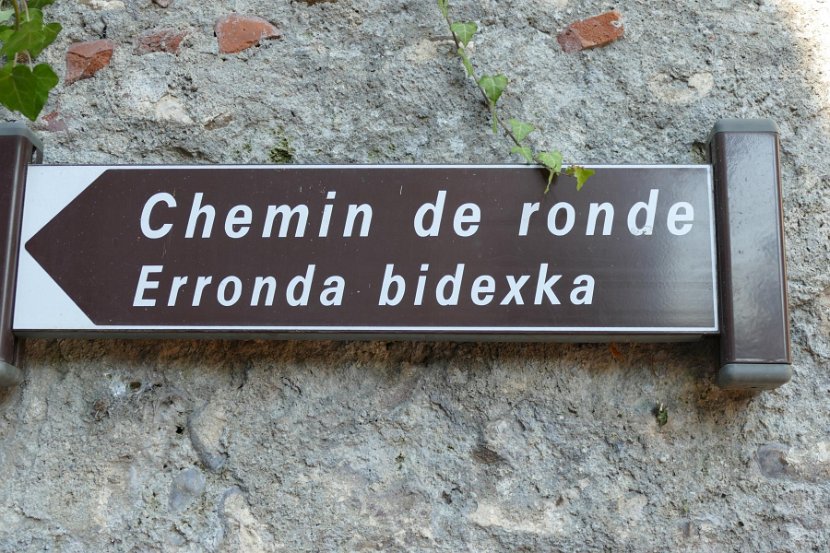 Chemin de ronde
Erronda bidexka